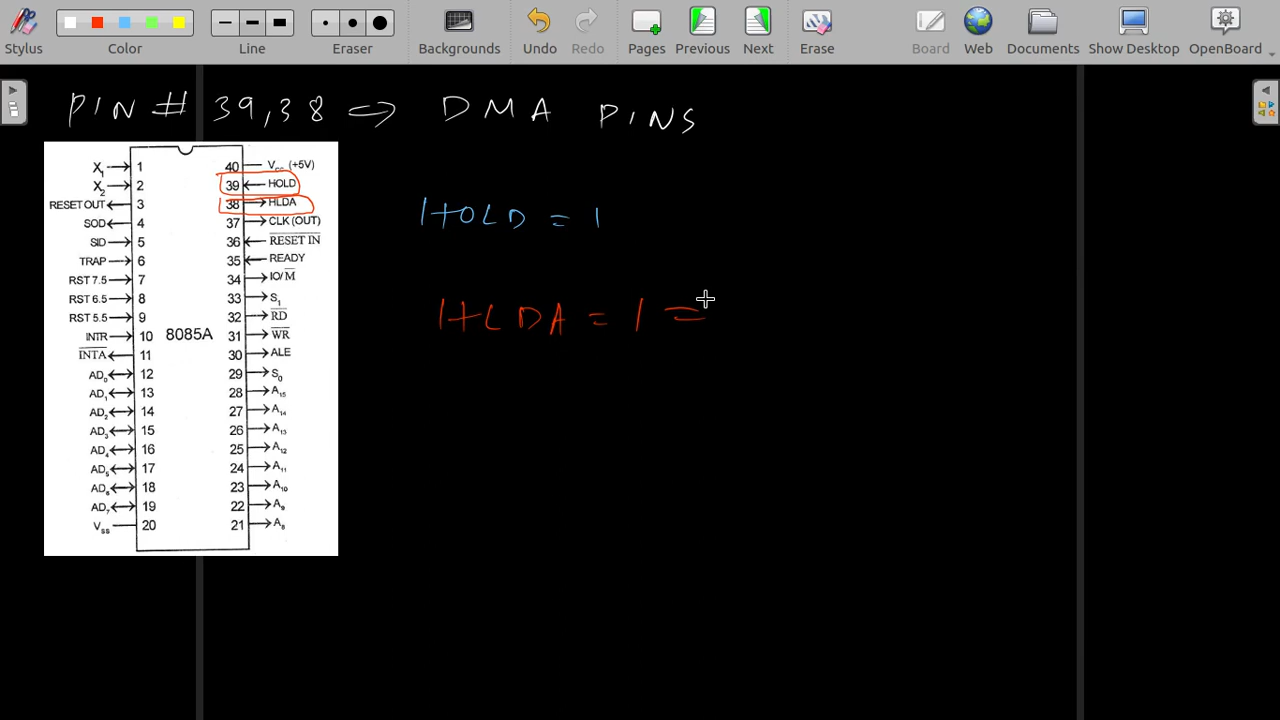 Stylus Color Line Eraser Backgrounds Undo Redo Pages Previous Next Erase Board Web Documents Show Desktop OpenBoard
PIN # 39,38 ⇒ DMA PINS
X1 1 40 VCC (+5V)
X2 2 39 HOLD
RESET OUT 3 38 HLDA
SOD 4 37 CLK (OUT)
SID 5 36 RESET IN
TRAP 6 35 READY
RST 7.5 7 34 IO/M
RST 6.5 8 33 S1
RST 5.5 9 32 RD
INTR 10 8085A 31 WR
INTA 11 30 ALE
AD0 12 29 S0
AD1 13 28 A15
AD2 14 27 A14
AD3 15 26 A13
AD4 16 25 A12
AD5 17 24 A11
AD6 18 23 A10
AD7 19 22 A9
VSS 20 21 A8
HOLD = 1
HLDA = 1 =